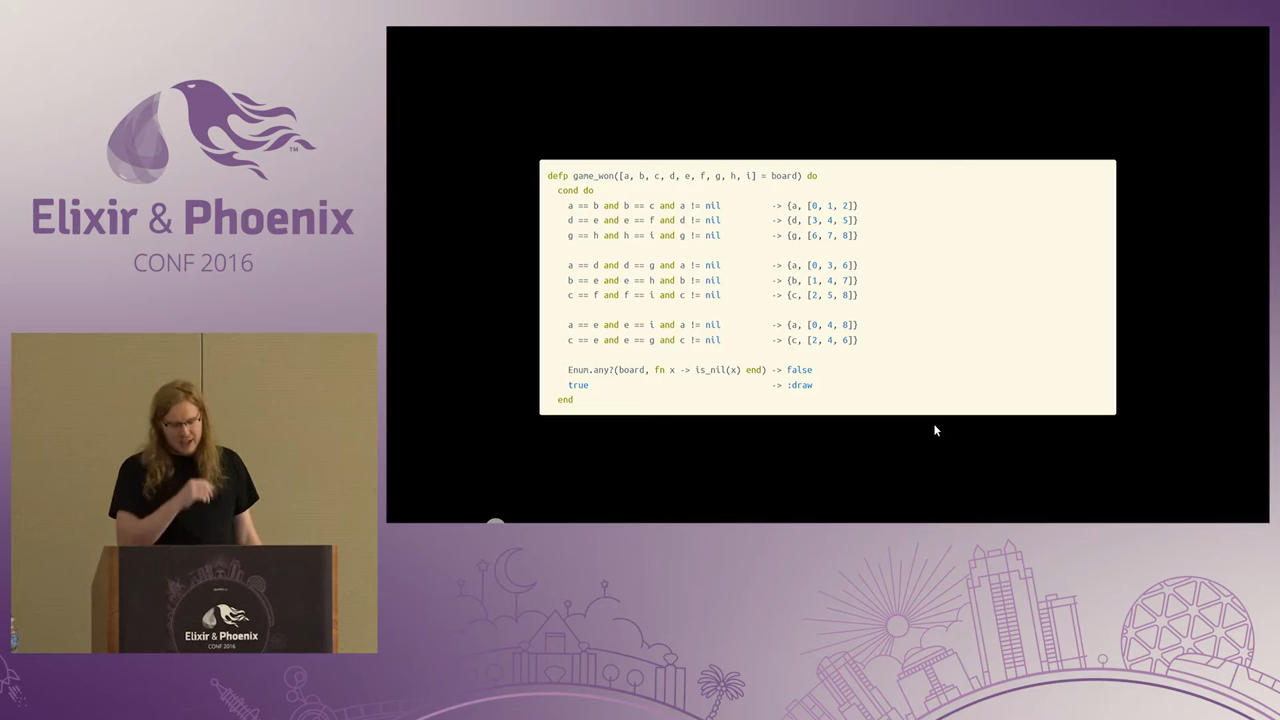 TM
Elixir & Phoenix
CONF 2016
defp game_won([a, b, c, d, e, f, g, h, i] = board) do
cond do
a == b and b == c and a != nil -> {a, [0, 1, 2]}
d == e and e == f and d != nil -> {d, [3, 4, 5]}
g == h and h == i and g != nil -> {g, [6, 7, 8]}
a == d and d == g and a != nil -> {a, [0, 3, 6]}
b == e and e == h and b != nil -> {b, [1, 4, 7]}
c == f and f == i and c != nil -> {c, [2, 5, 8]}
a == e and e == i and a != nil -> {a, [0, 4, 8]}
c == e and e == g and c != nil -> {c, [2, 4, 6]}
Enum.any?(board, fn x -> is_nil(x) end) -> false
true -> :draw
end
Elixir & Phoenix
CONF 2016